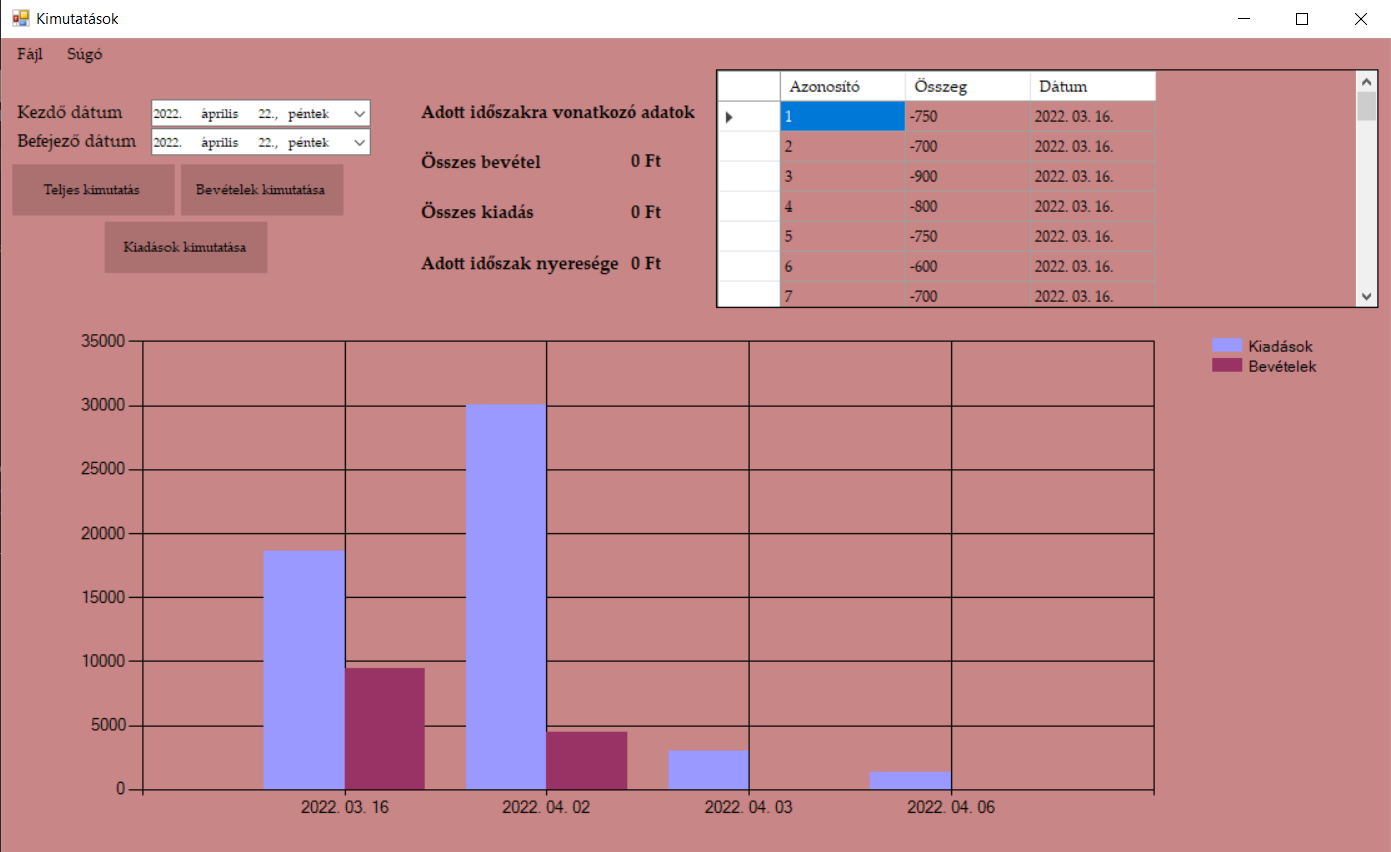 Kimutatások
Fájl Súgó
Kezdő dátum 2022. április 22., péntek
Befejező dátum 2022. április 22., péntek
Teljes kimutatás Bevételek kimutatása
Kiadások kimutatása
Adott időszakra vonatkozó adatok
Összes bevétel 0 Ft
Összes kiadás 0 Ft
Adott időszak nyeresége 0 Ft
Azonosító Összeg Dátum
1 -750 2022. 03. 16.
2 -700 2022. 03. 16.
3 -900 2022. 03. 16.
4 -800 2022. 03. 16.
5 -750 2022. 03. 16.
6 -600 2022. 03. 16.
7 -700 2022. 03. 16.
35000
30000
25000
20000
15000
10000
5000
0
2022. 03. 16 2022. 04. 02 2022. 04. 03 2022. 04. 06
Kiadások
Bevételek